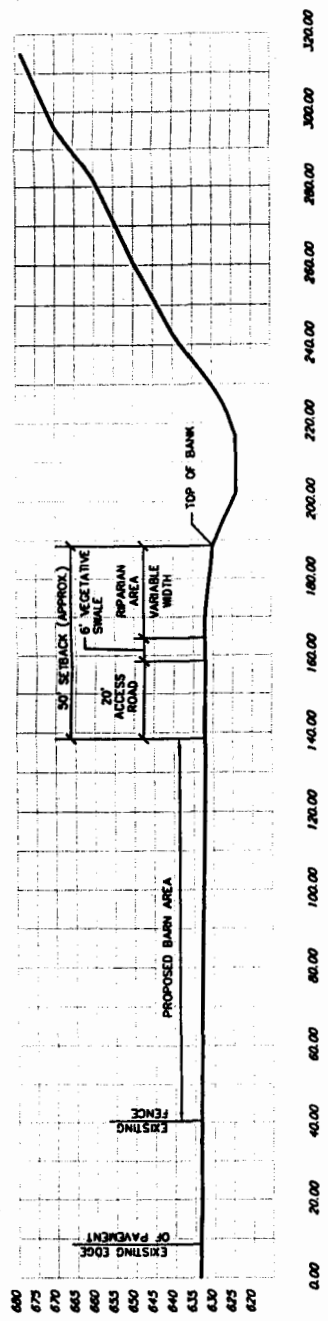 680
675
670
665
660
655
650
645
640
635
630
625
620
EXISTING EDGE
OF PAVEMENT
EXISTING
FENCE
PROPOSED BARN AREA
50' SETBACK (APPROX.)
20'
ACCESS
ROAD
6' VEGETATIVE
SWALE
RIPARIAN
AREA
VARIABLE
WIDTH
TOP OF BANK
0.00
20.00
40.00
60.00
80.00
100.00
120.00
140.00
160.00
180.00
200.00
220.00
240.00
260.00
280.00
300.00
320.00